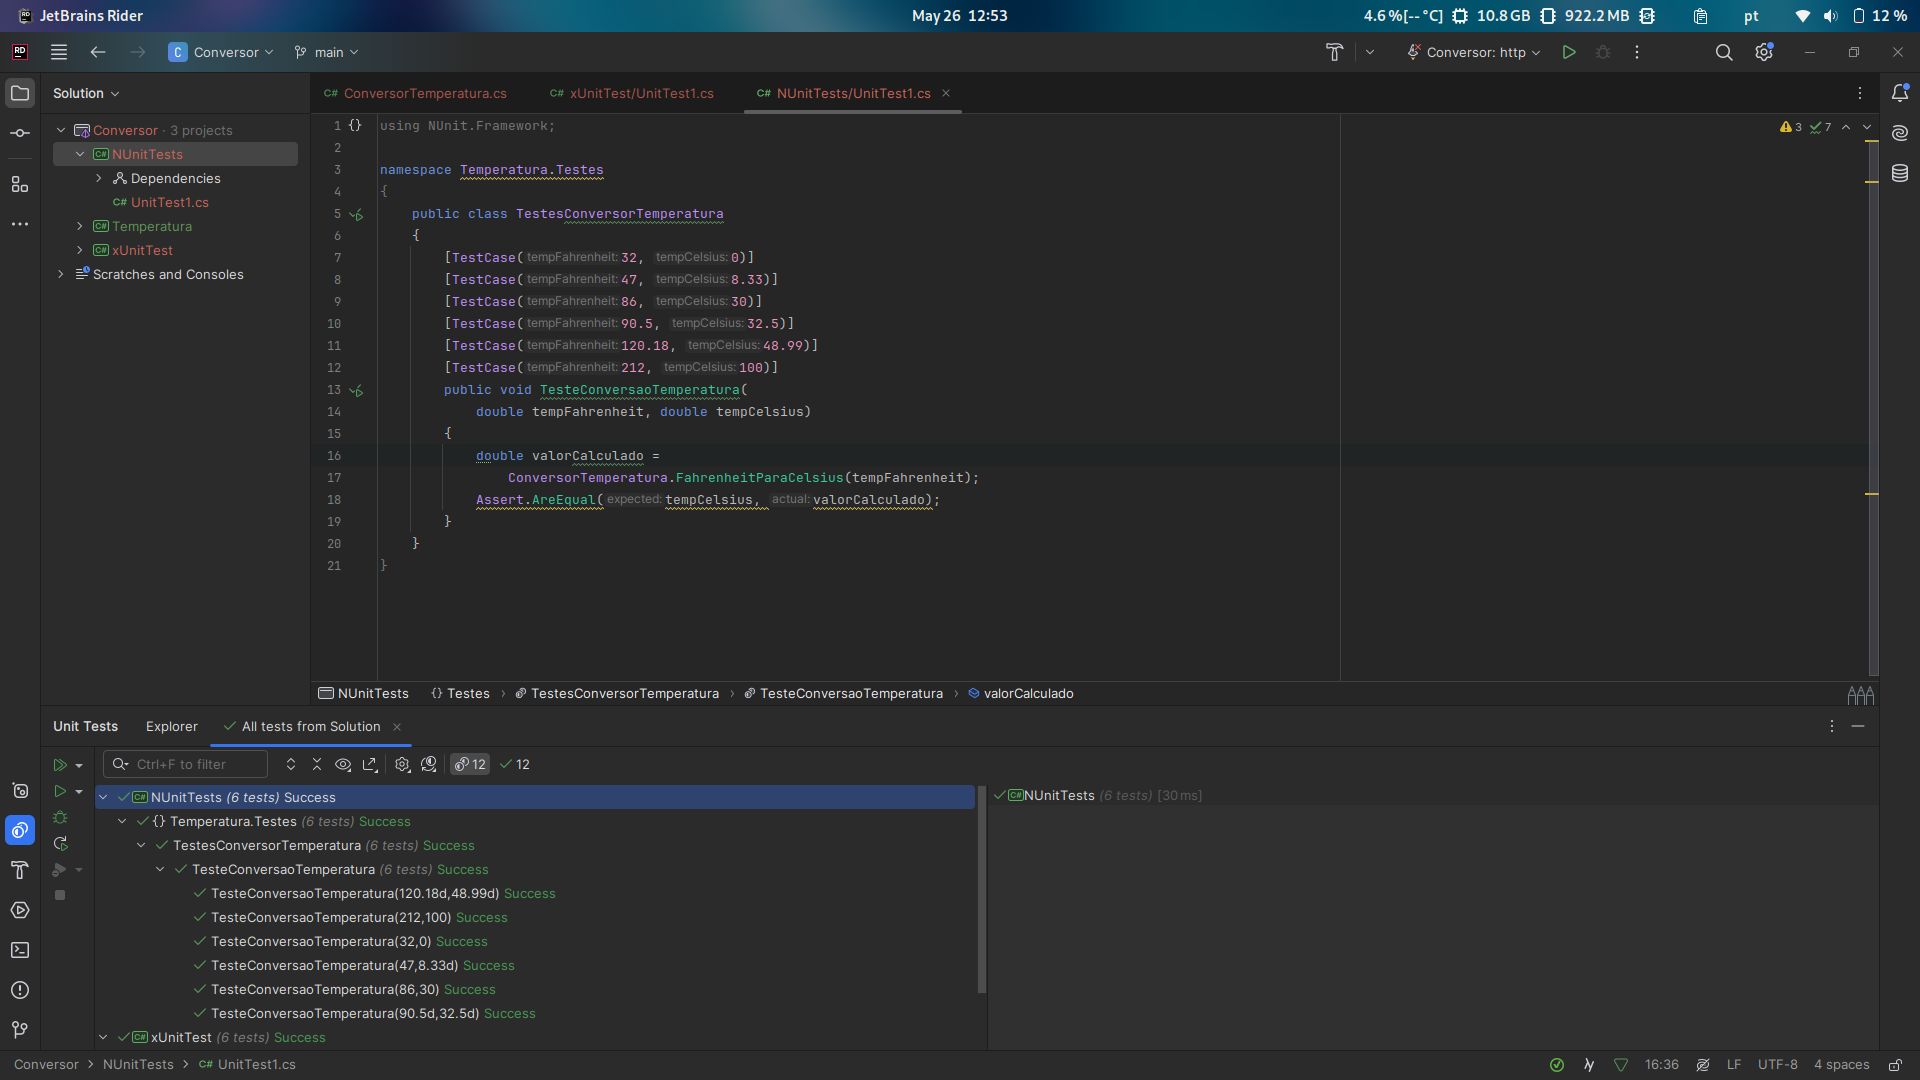 JetBrains Rider
May 26 12:53
4.6 %[-- °C] 10.8 GB 922.2 MB pt 12 %
RD C Conversor main Conversor: http
Solution
ConversorTemperatura.cs xUnitTest/UnitTest1.cs NUnitTests/UnitTest1.cs
Conversor · 3 projects
NUnitTests
Dependencies
C# UnitTest1.cs
Temperatura
xUnitTest
Scratches and Consoles
3 7
1 {} using NUnit.Framework;
2
3 namespace Temperatura.Testes
4 {
5 public class TestesConversorTemperatura
6 {
7 [TestCase(tempFahrenheit: 32, tempCelsius: 0)]
8 [TestCase(tempFahrenheit: 47, tempCelsius: 8.33)]
9 [TestCase(tempFahrenheit: 86, tempCelsius: 30)]
10 [TestCase(tempFahrenheit: 90.5, tempCelsius: 32.5)]
11 [TestCase(tempFahrenheit: 120.18, tempCelsius: 48.99)]
12 [TestCase(tempFahrenheit: 212, tempCelsius: 100)]
13 public void TesteConversaoTemperatura(
14 double tempFahrenheit, double tempCelsius)
15 {
16 double valorCalculado =
17 ConversorTemperatura.FahrenheitParaCelsius(tempFahrenheit);
18 Assert.AreEqual(expected: tempCelsius, actual: valorCalculado);
19 }
20 }
21 }
NUnitTests {} Testes › TestesConversorTemperatura › TesteConversaoTemperatura › valorCalculado
Unit Tests Explorer All tests from Solution
Ctrl+F to filter 12 12
NUnitTests (6 tests) Success
{} Temperatura.Testes (6 tests) Success
TestesConversorTemperatura (6 tests) Success
TesteConversaoTemperatura (6 tests) Success
TesteConversaoTemperatura(120.18d,48.99d) Success
TesteConversaoTemperatura(212,100) Success
TesteConversaoTemperatura(32,0) Success
TesteConversaoTemperatura(47,8.33d) Success
TesteConversaoTemperatura(86,30) Success
TesteConversaoTemperatura(90.5d,32.5d) Success
xUnitTest (6 tests) Success
NUnitTests (6 tests) [30 ms]
Conversor › NUnitTests › C# UnitTest1.cs
16:36 LF UTF-8 4 spaces